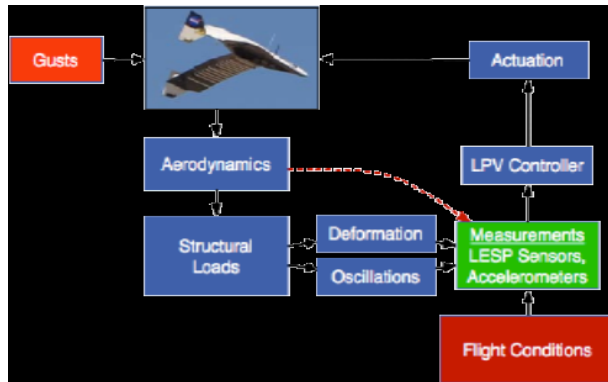 Gusts
Actuation
Aerodynamics
LPV Controller
Structural
Loads
Deformation
Oscillations
Measurements
LESP Sensors,
Accelerometers
Flight Conditions